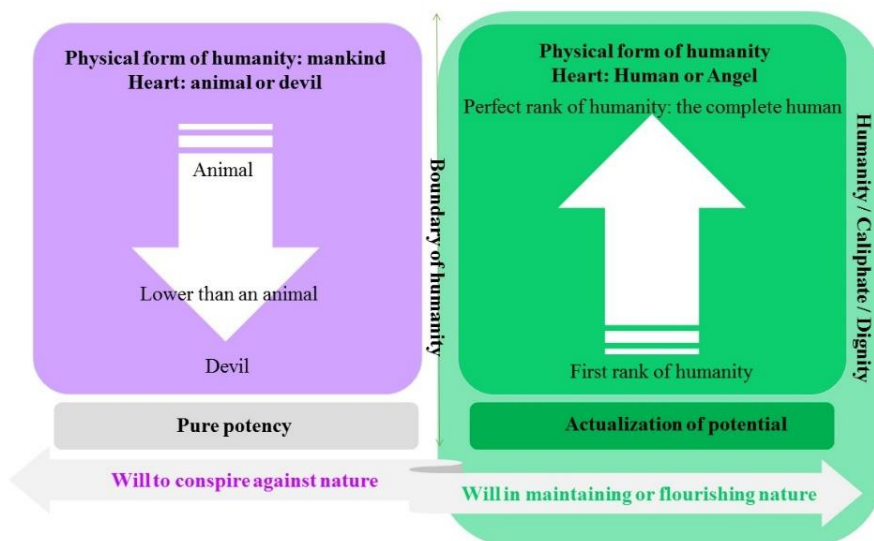 Physical form of humanity: mankind
Heart: animal or devil
Animal
Lower than an animal
Devil
Pure potency
Will to conspire against nature
Boundary of humanity
Physical form of humanity
Heart: Human or Angel
Perfect rank of humanity: the complete human
First rank of humanity
Actualization of potential
Will in maintaining or flourishing nature
Humanity / Caliphate / Dignity